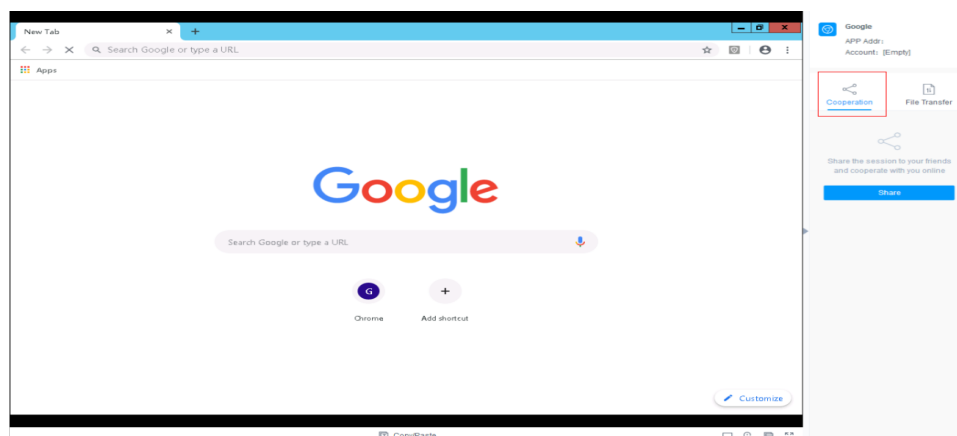 New Tab
Search Google or type a URL
Apps
Google
Search Google or type a URL
G
Chrome
Add shortcut
Customize
Copy/Paste
Google
APP Addr:
Account: [Empty]
Cooperation
File Transfer
Share the session to your friends
and cooperate with you online
Share